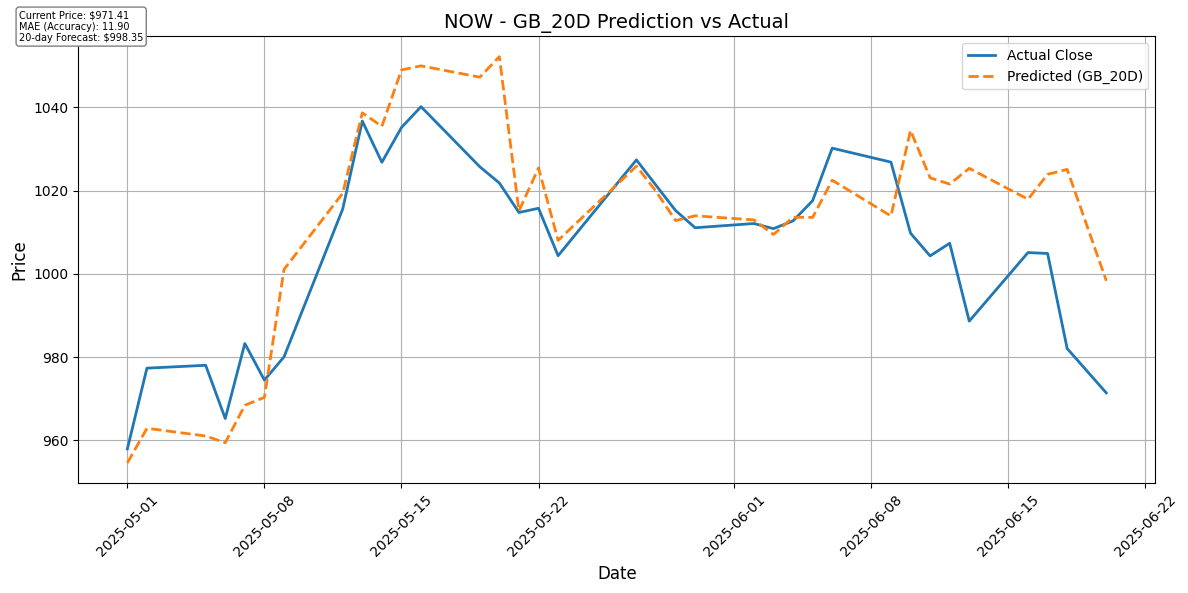 NOW - GB_20D Prediction vs Actual
Current Price: $971.41
MAE (Accuracy): 11.90
20-day Forecast: $998.35
Actual Close
Predicted (GB_20D)
Price
1040
1020
1000
980
960
2025-05-01
2025-05-08
2025-05-15
2025-05-22
2025-06-01
2025-06-08
2025-06-15
2025-06-22
Date